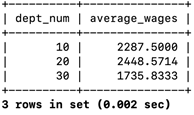 +----------+---------------+
| dept_num | average_wages |
+----------+---------------+
|       10 |     2287.5000 |
|       20 |     2448.5714 |
|       30 |     1735.8333 |
+----------+---------------+
3 rows in set (0.002 sec)